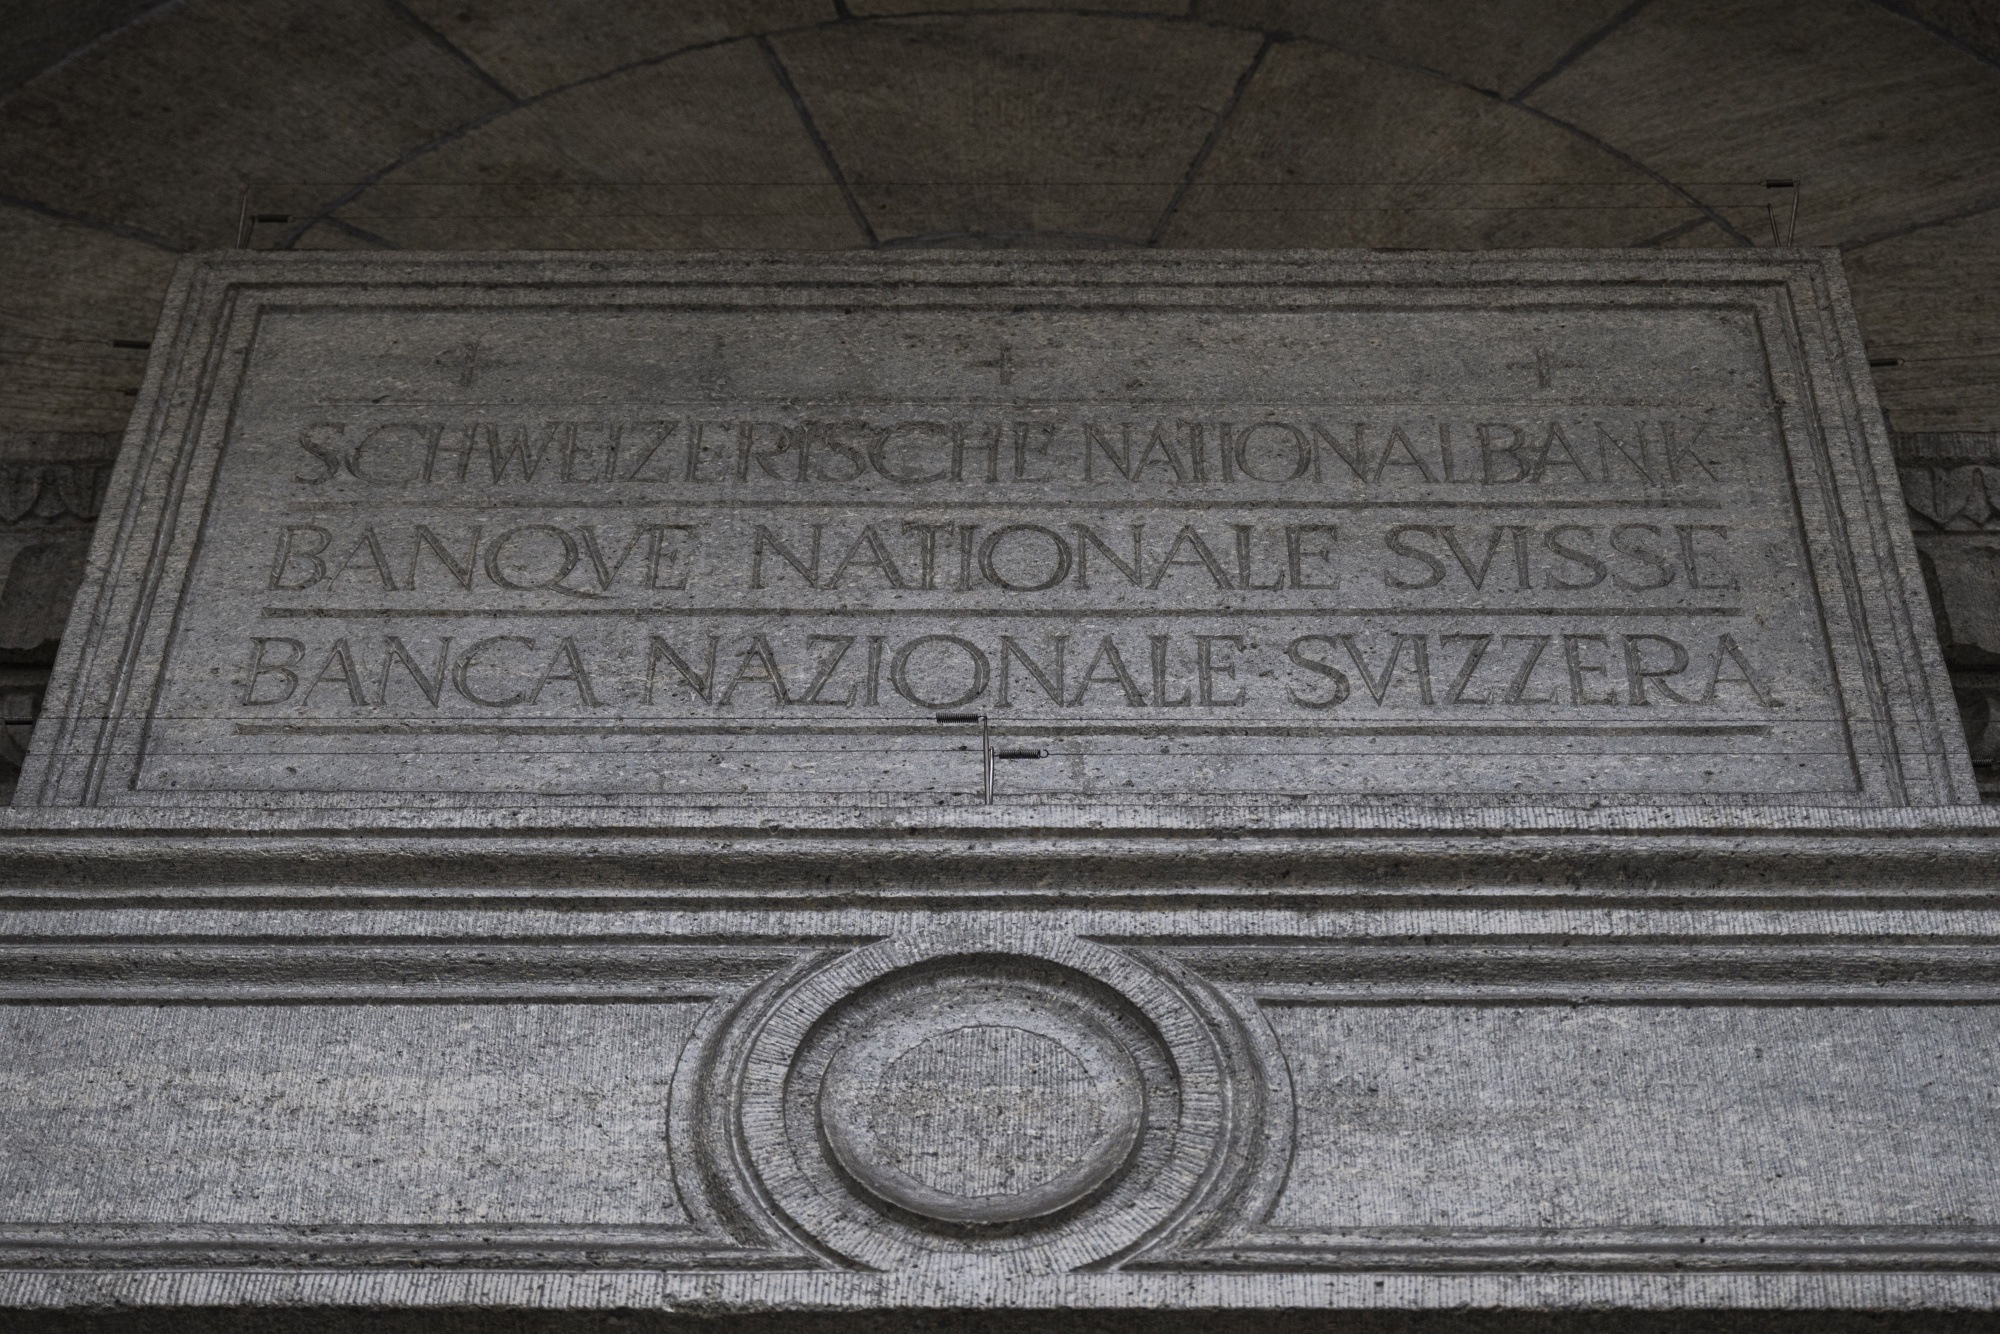 SCHWEIZERISCHE NATIONALBANK
BANQVE NATIONALE SVISSE
BANCA NAZIONALE SVIZZERA